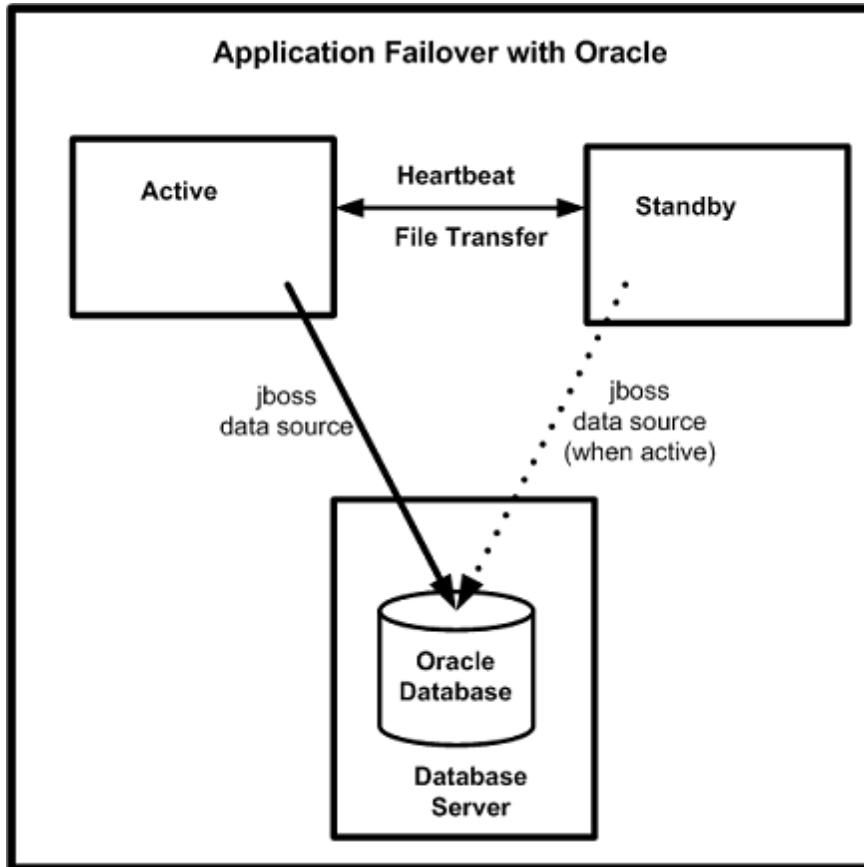 Application Failover with Oracle
Active
Heartbeat
File Transfer
Standby
jboss
data source
jboss
data source
(when active)
Oracle
Database
Database
Server